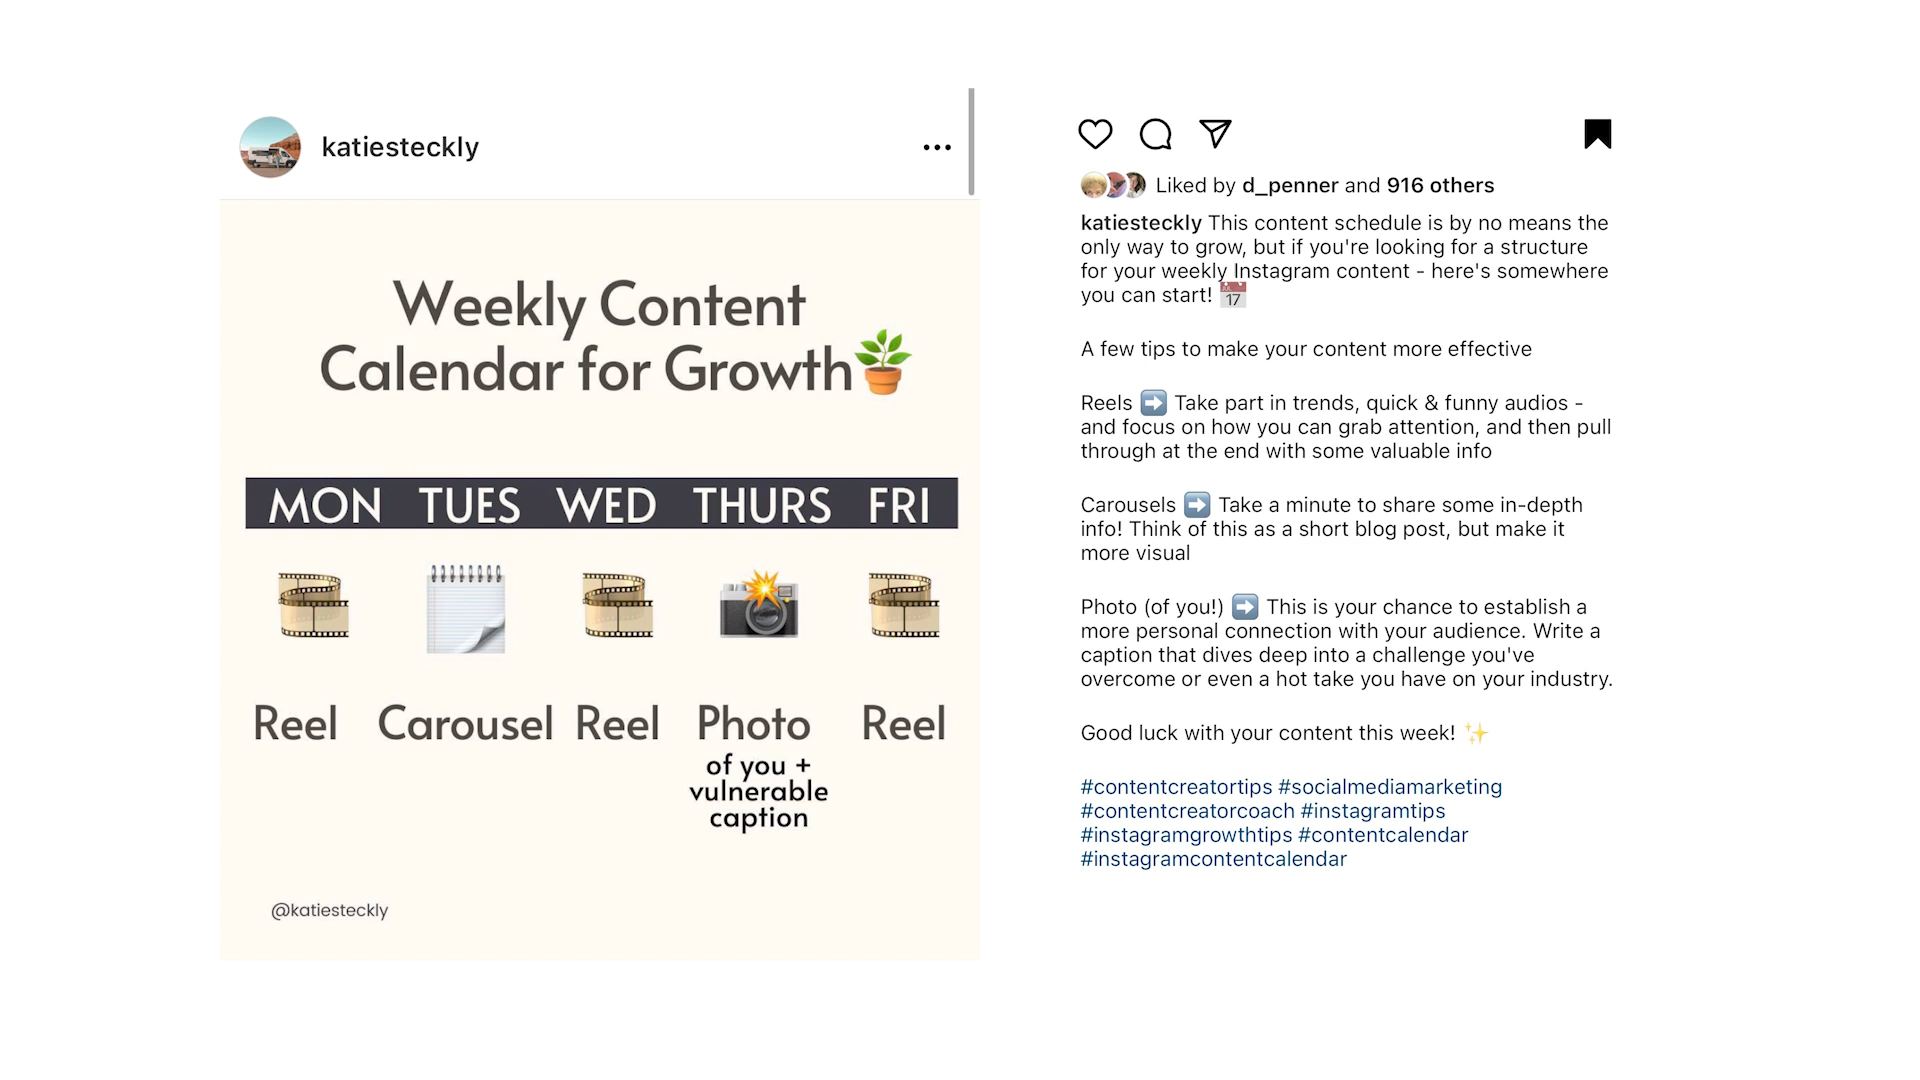 katiesteckly
Weekly Content
Calendar for Growth
MON TUES WED THURS FRI
Reel Carousel Reel Photo Reel
of you +
vulnerable
caption
@katiesteckly
Liked by d_penner and 916 others
katiesteckly This content schedule is by no means the
only way to grow, but if you're looking for a structure
for your weekly Instagram content - here's somewhere
you can start!
17
A few tips to make your content more effective
Reels ➡️ Take part in trends, quick & funny audios -
and focus on how you can grab attention, and then pull
through at the end with some valuable info
Carousels ➡️ Take a minute to share some in-depth
info! Think of this as a short blog post, but make it
more visual
Photo (of you!) ➡️ This is your chance to establish a
more personal connection with your audience. Write a
caption that dives deep into a challenge you've
overcome or even a hot take you have on your industry.
Good luck with your content this week! ✨
#contentcreatortips #socialmediamarketing
#contentcreatorcoach #instagramtips
#instagramgrowthtips #contentcalendar
#instagramcontentcalendar